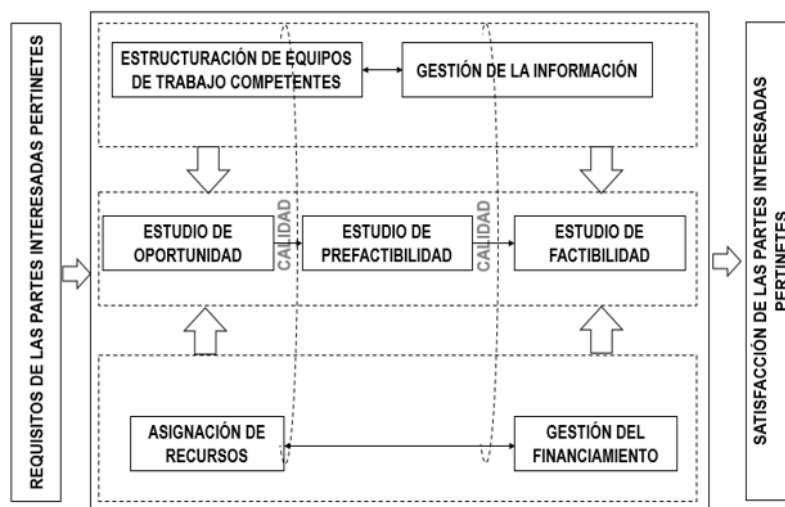 REQUISITOS DE LAS PARTES INTERESADAS PERTINETES
ESTRUCTURACIÓN DE EQUIPOS
DE TRABAJO COMPETENTES
GESTIÓN DE LA INFORMACIÓN
ESTUDIO DE
OPORTUNIDAD
CALIDAD
ESTUDIO DE
PREFACTIBILIDAD
CALIDAD
ESTUDIO DE
FACTIBILIDAD
ASIGNACIÓN DE
RECURSOS
GESTIÓN DEL
FINANCIAMIENTO
SATISFACCIÓN DE LAS PARTES INTERESADAS
PERTINETES